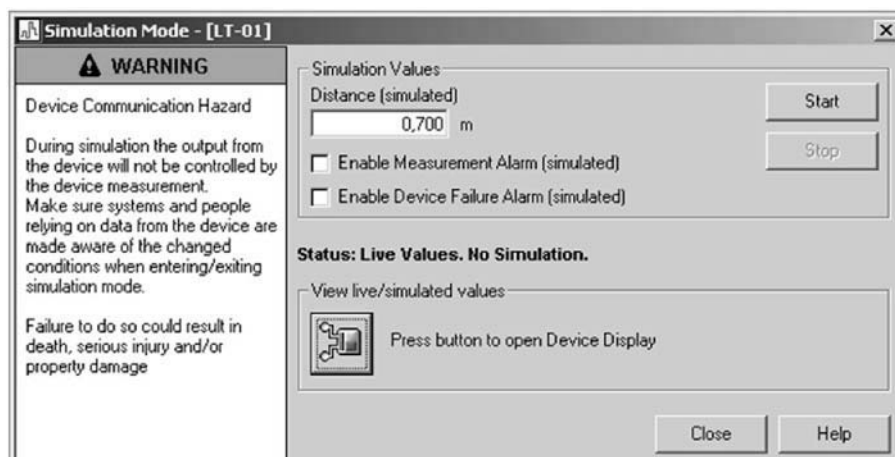 Simulation Mode - [LT-01]
WARNING
Device Communication Hazard
During simulation the output from
the device will not be controlled by
the device measurement.
Make sure systems and people
relying on data from the device are
made aware of the changed
conditions when entering/exiting
simulation mode.
Failure to do so could result in
death, serious injury and/or
property damage
Simulation Values
Distance (simulated)
0,700 m
Enable Measurement Alarm (simulated)
Enable Device Failure Alarm (simulated)
Start
Stop
Status: Live Values. No Simulation.
View live/simulated values
Press button to open Device Display
Close
Help